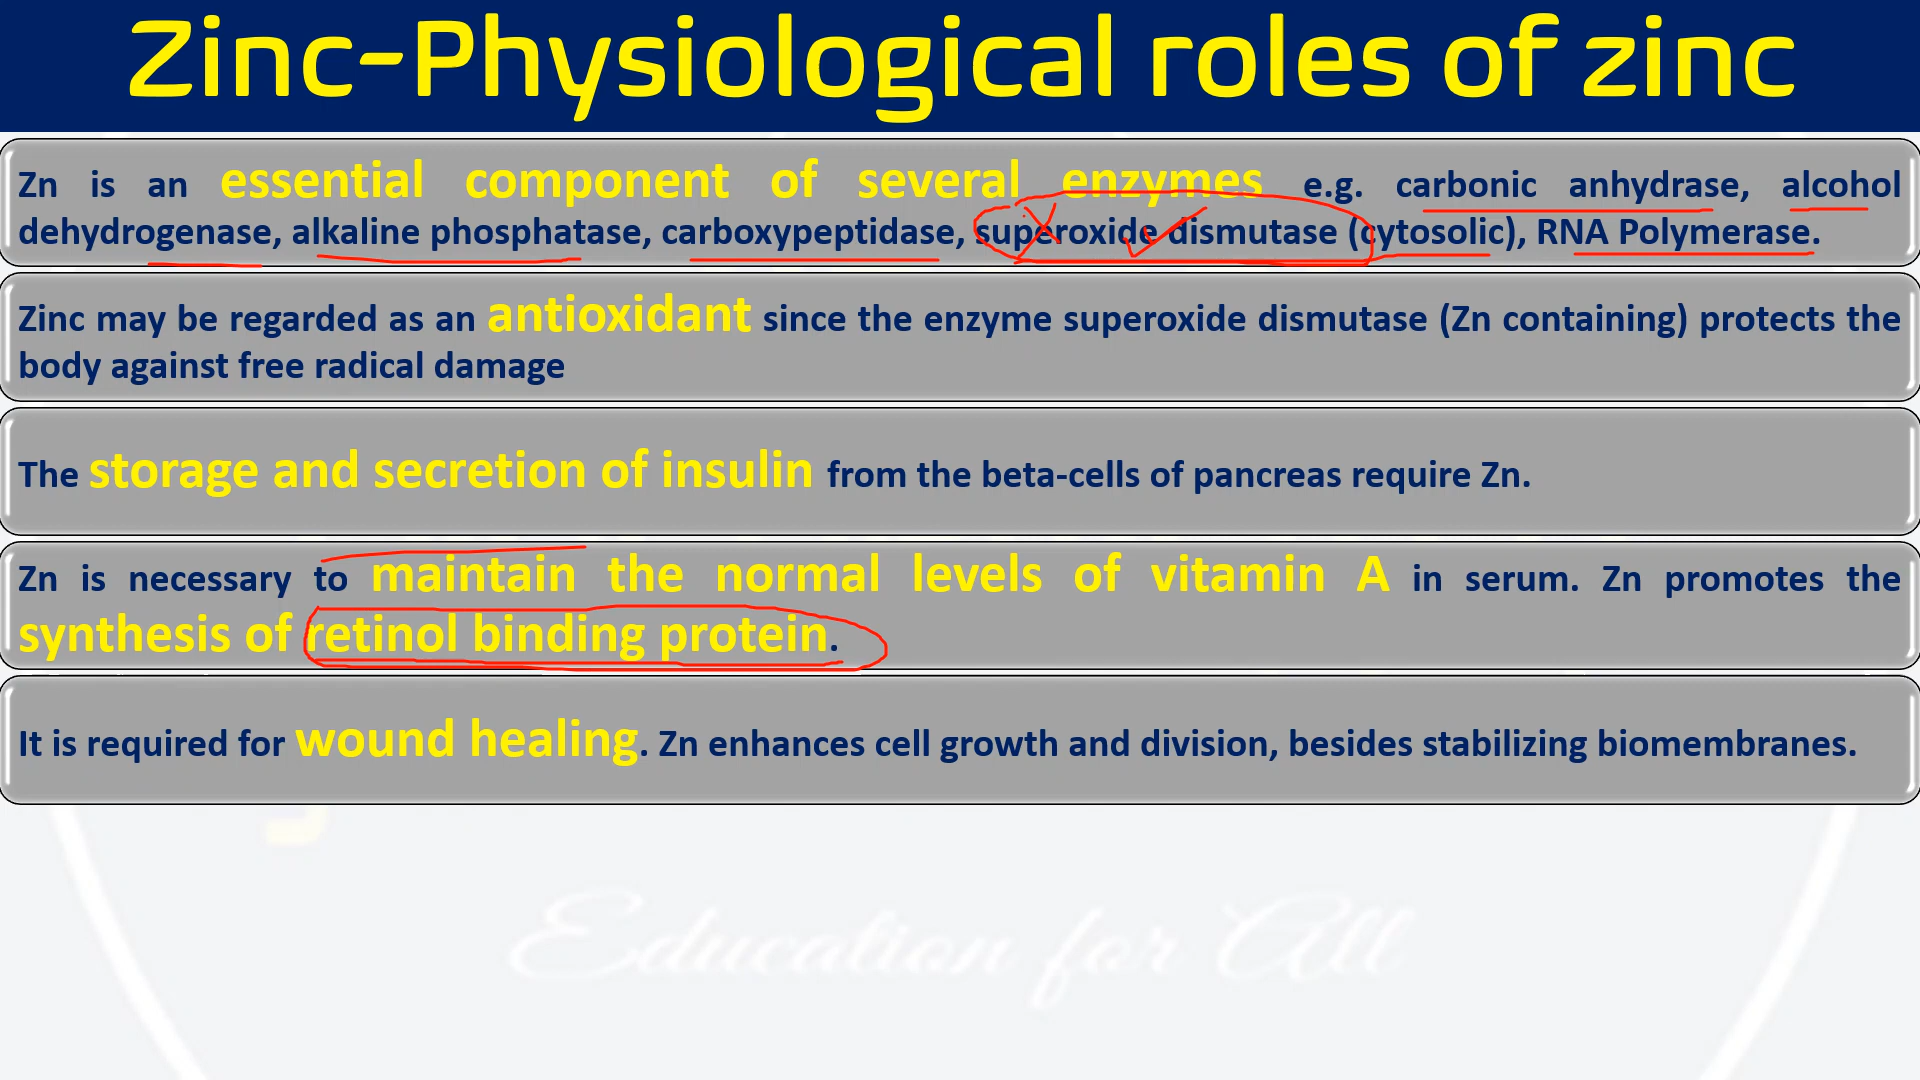 Zinc-Physiological roles of zinc
Zn is an essential component of several enzymes e.g. carbonic anhydrase, alcohol
dehydrogenase, alkaline phosphatase, carboxypeptidase, superoxide dismutase (cytosolic), RNA Polymerase.
Zinc may be regarded as an antioxidant since the enzyme superoxide dismutase (Zn containing) protects the
body against free radical damage
The storage and secretion of insulin from the beta-cells of pancreas require Zn.
Zn is necessary to maintain the normal levels of vitamin A in serum. Zn promotes the
synthesis of retinol binding protein.
It is required for wound healing. Zn enhances cell growth and division, besides stabilizing biomembranes.
Education for All